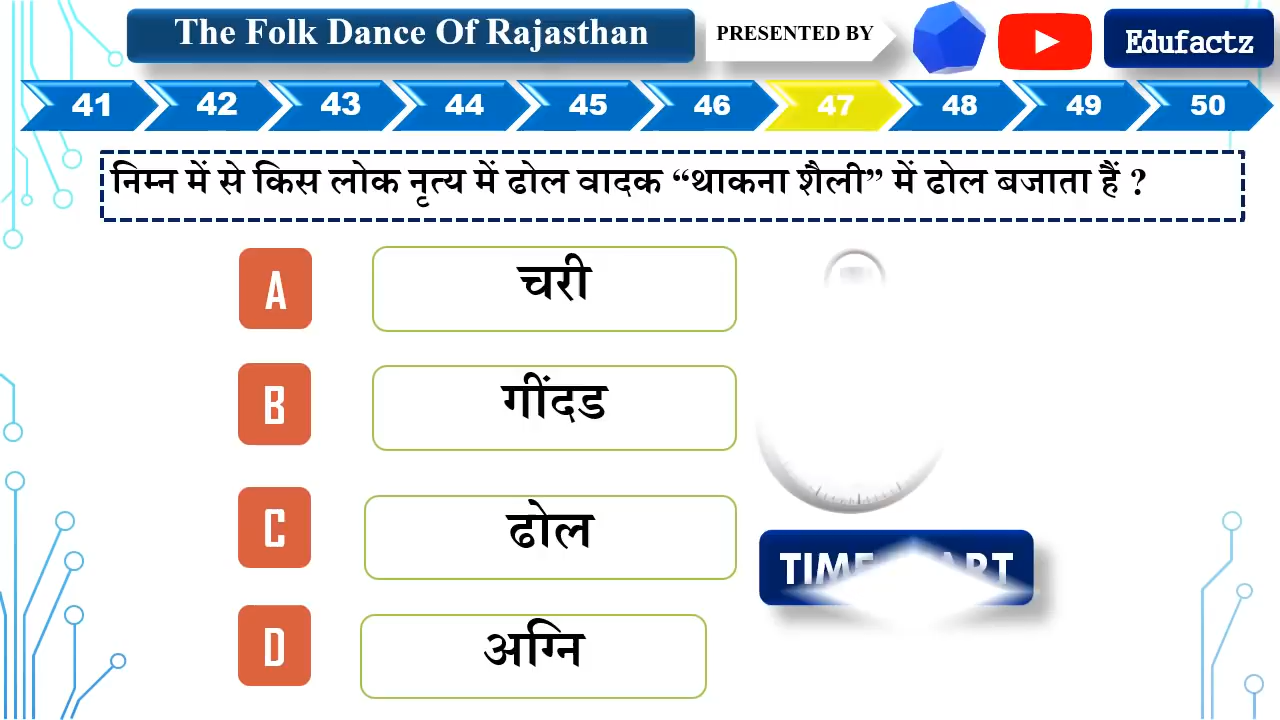 The Folk Dance Of Rajasthan
PRESENTED BY
Edufactz
41 42 43 44 45 46 47 48 49 50
निम्न में से किस लोक नृत्य में ढोल वादक “थाकना शैली” में ढोल बजाता हैं ?
A चरी
B गींदड
C ढोल
D अग्नि
TIME